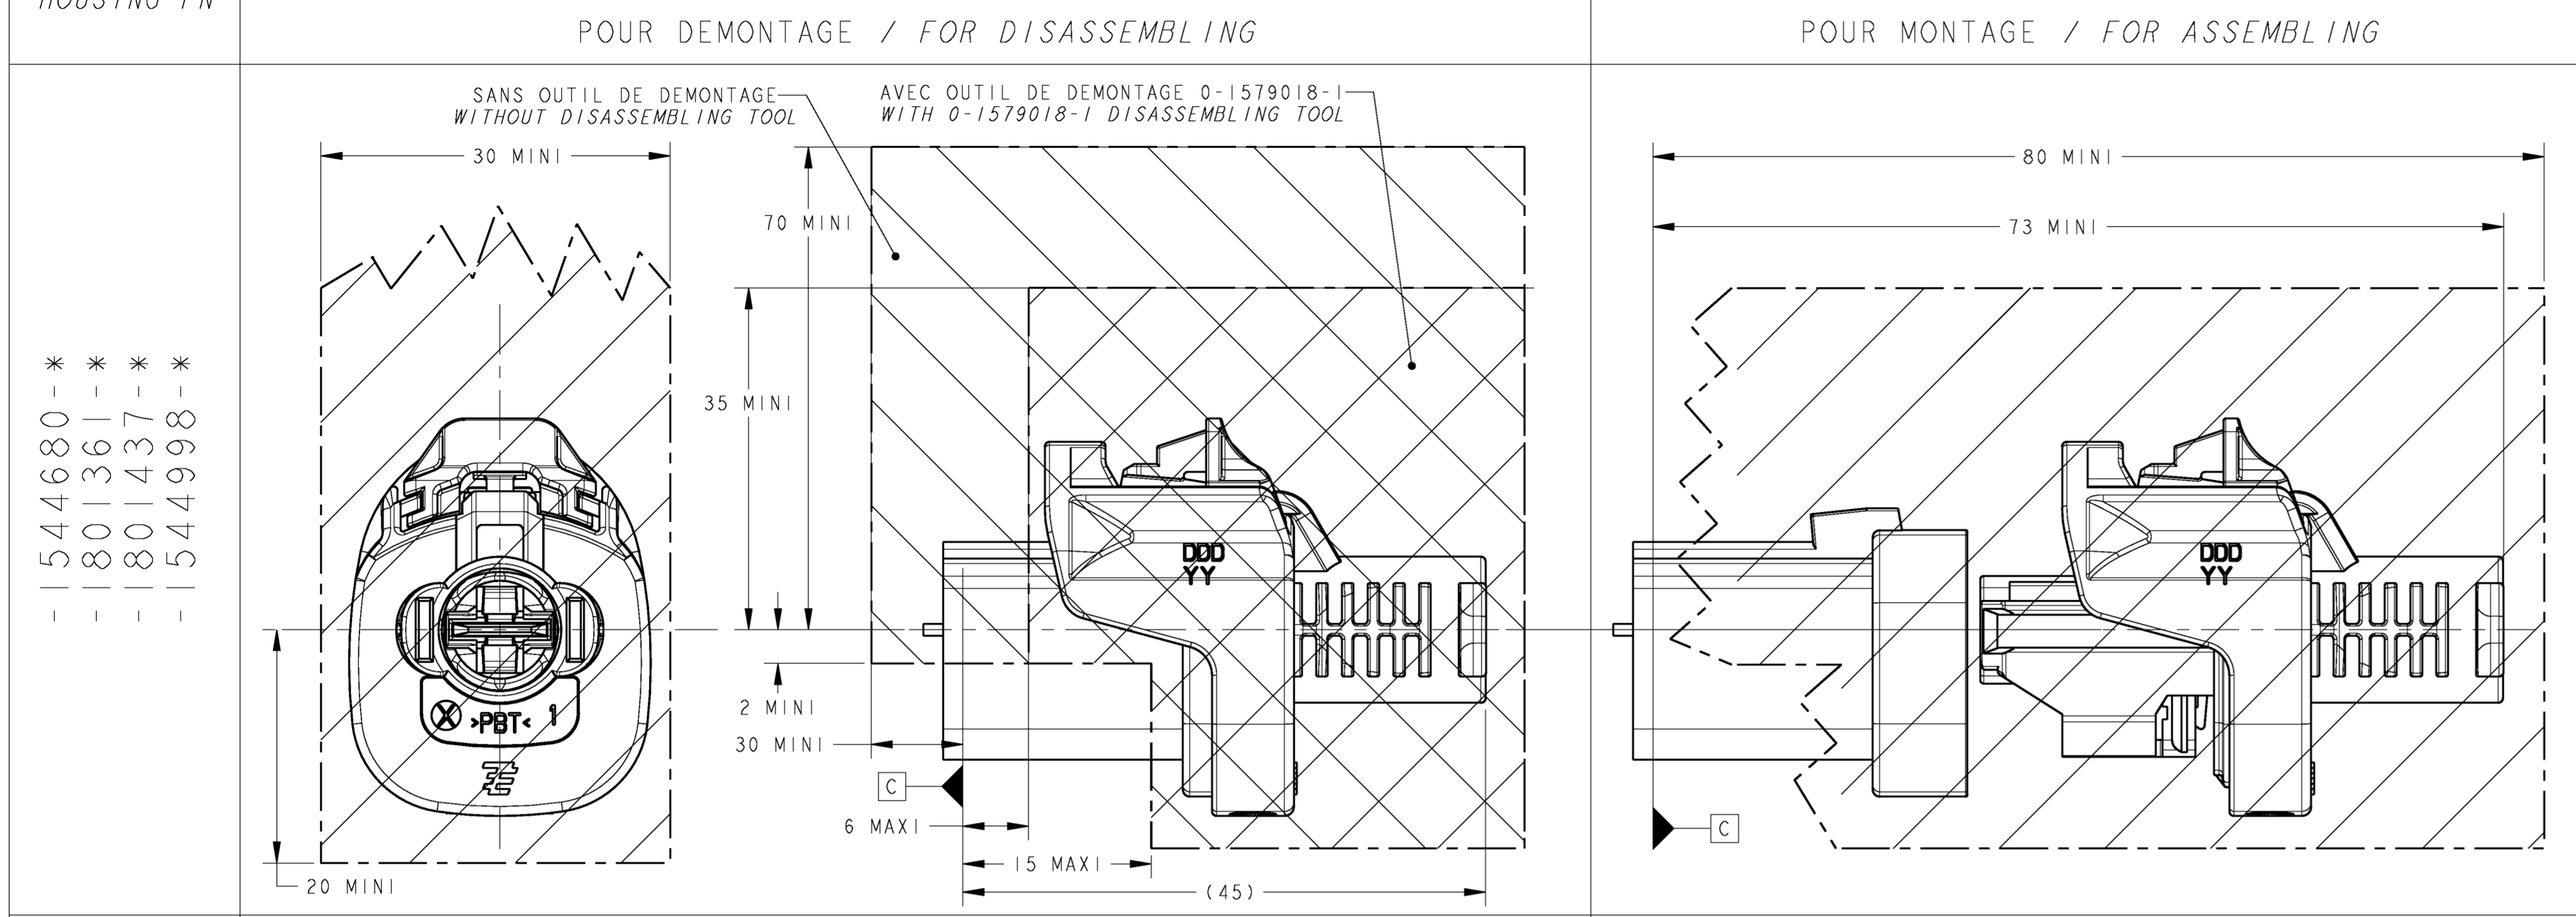 HOUSING PN
POUR DEMONTAGE / FOR DISASSEMBLING
POUR MONTAGE / FOR ASSEMBLING
-1544680-*
-1801361-*
-1801437-*
-1544998-*
SANS OUTIL DE DEMONTAGE
WITHOUT DISASSEMBLING TOOL
AVEC OUTIL DE DEMONTAGE 0-1579018-1
WITH 0-1579018-1 DISASSEMBLING TOOL
30 MINI
70 MINI
35 MINI
2 MINI
30 MINI
C
6 MAXI
15 MAXI
(45)
20 MINI
X >PBT< 1
DDD
YY
80 MINI
73 MINI
DDD
YY
C